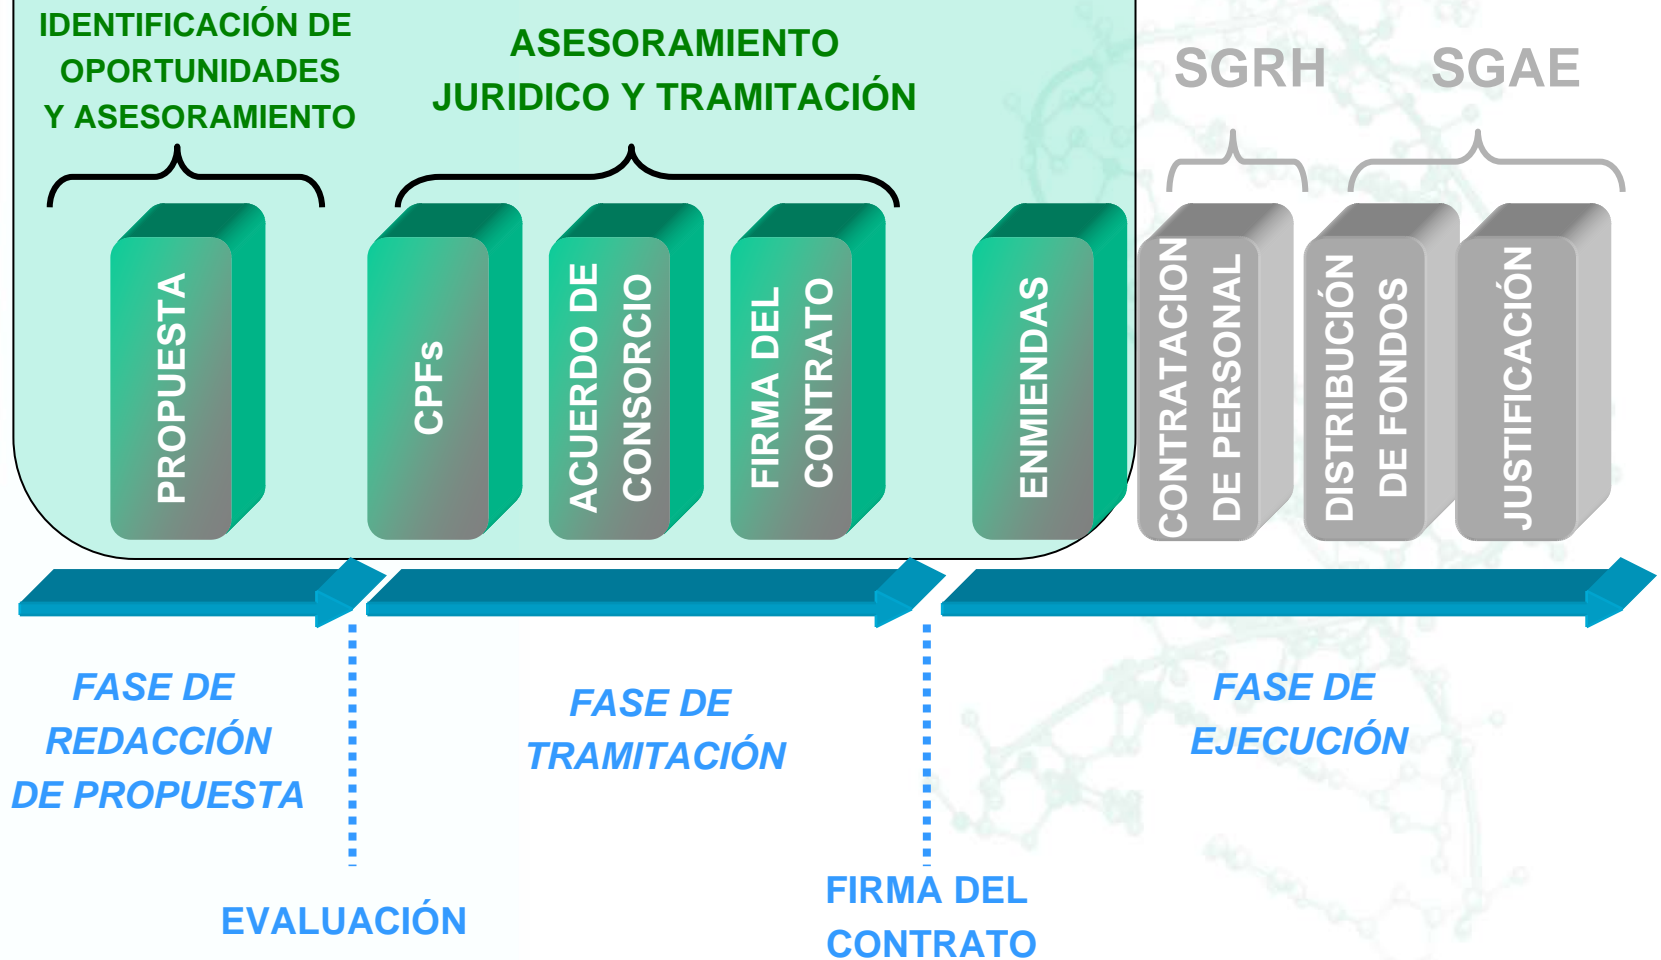 IDENTIFICACIÓN DE
OPORTUNIDADES
Y ASESORAMIENTO
ASESORAMIENTO
JURIDICO Y TRAMITACIÓN
SGRH
SGAE
PROPUESTA
CPFs
ACUERDO DE
CONSORCIO
FIRMA DEL
CONTRATO
ENMIENDAS
CONTRATACION
DE PERSONAL
DISTRIBUCIÓN
DE FONDOS
JUSTIFICACIÓN
FASE DE
REDACCIÓN
DE PROPUESTA
FASE DE
TRAMITACIÓN
FASE DE
EJECUCIÓN
EVALUACIÓN
FIRMA DEL
CONTRATO